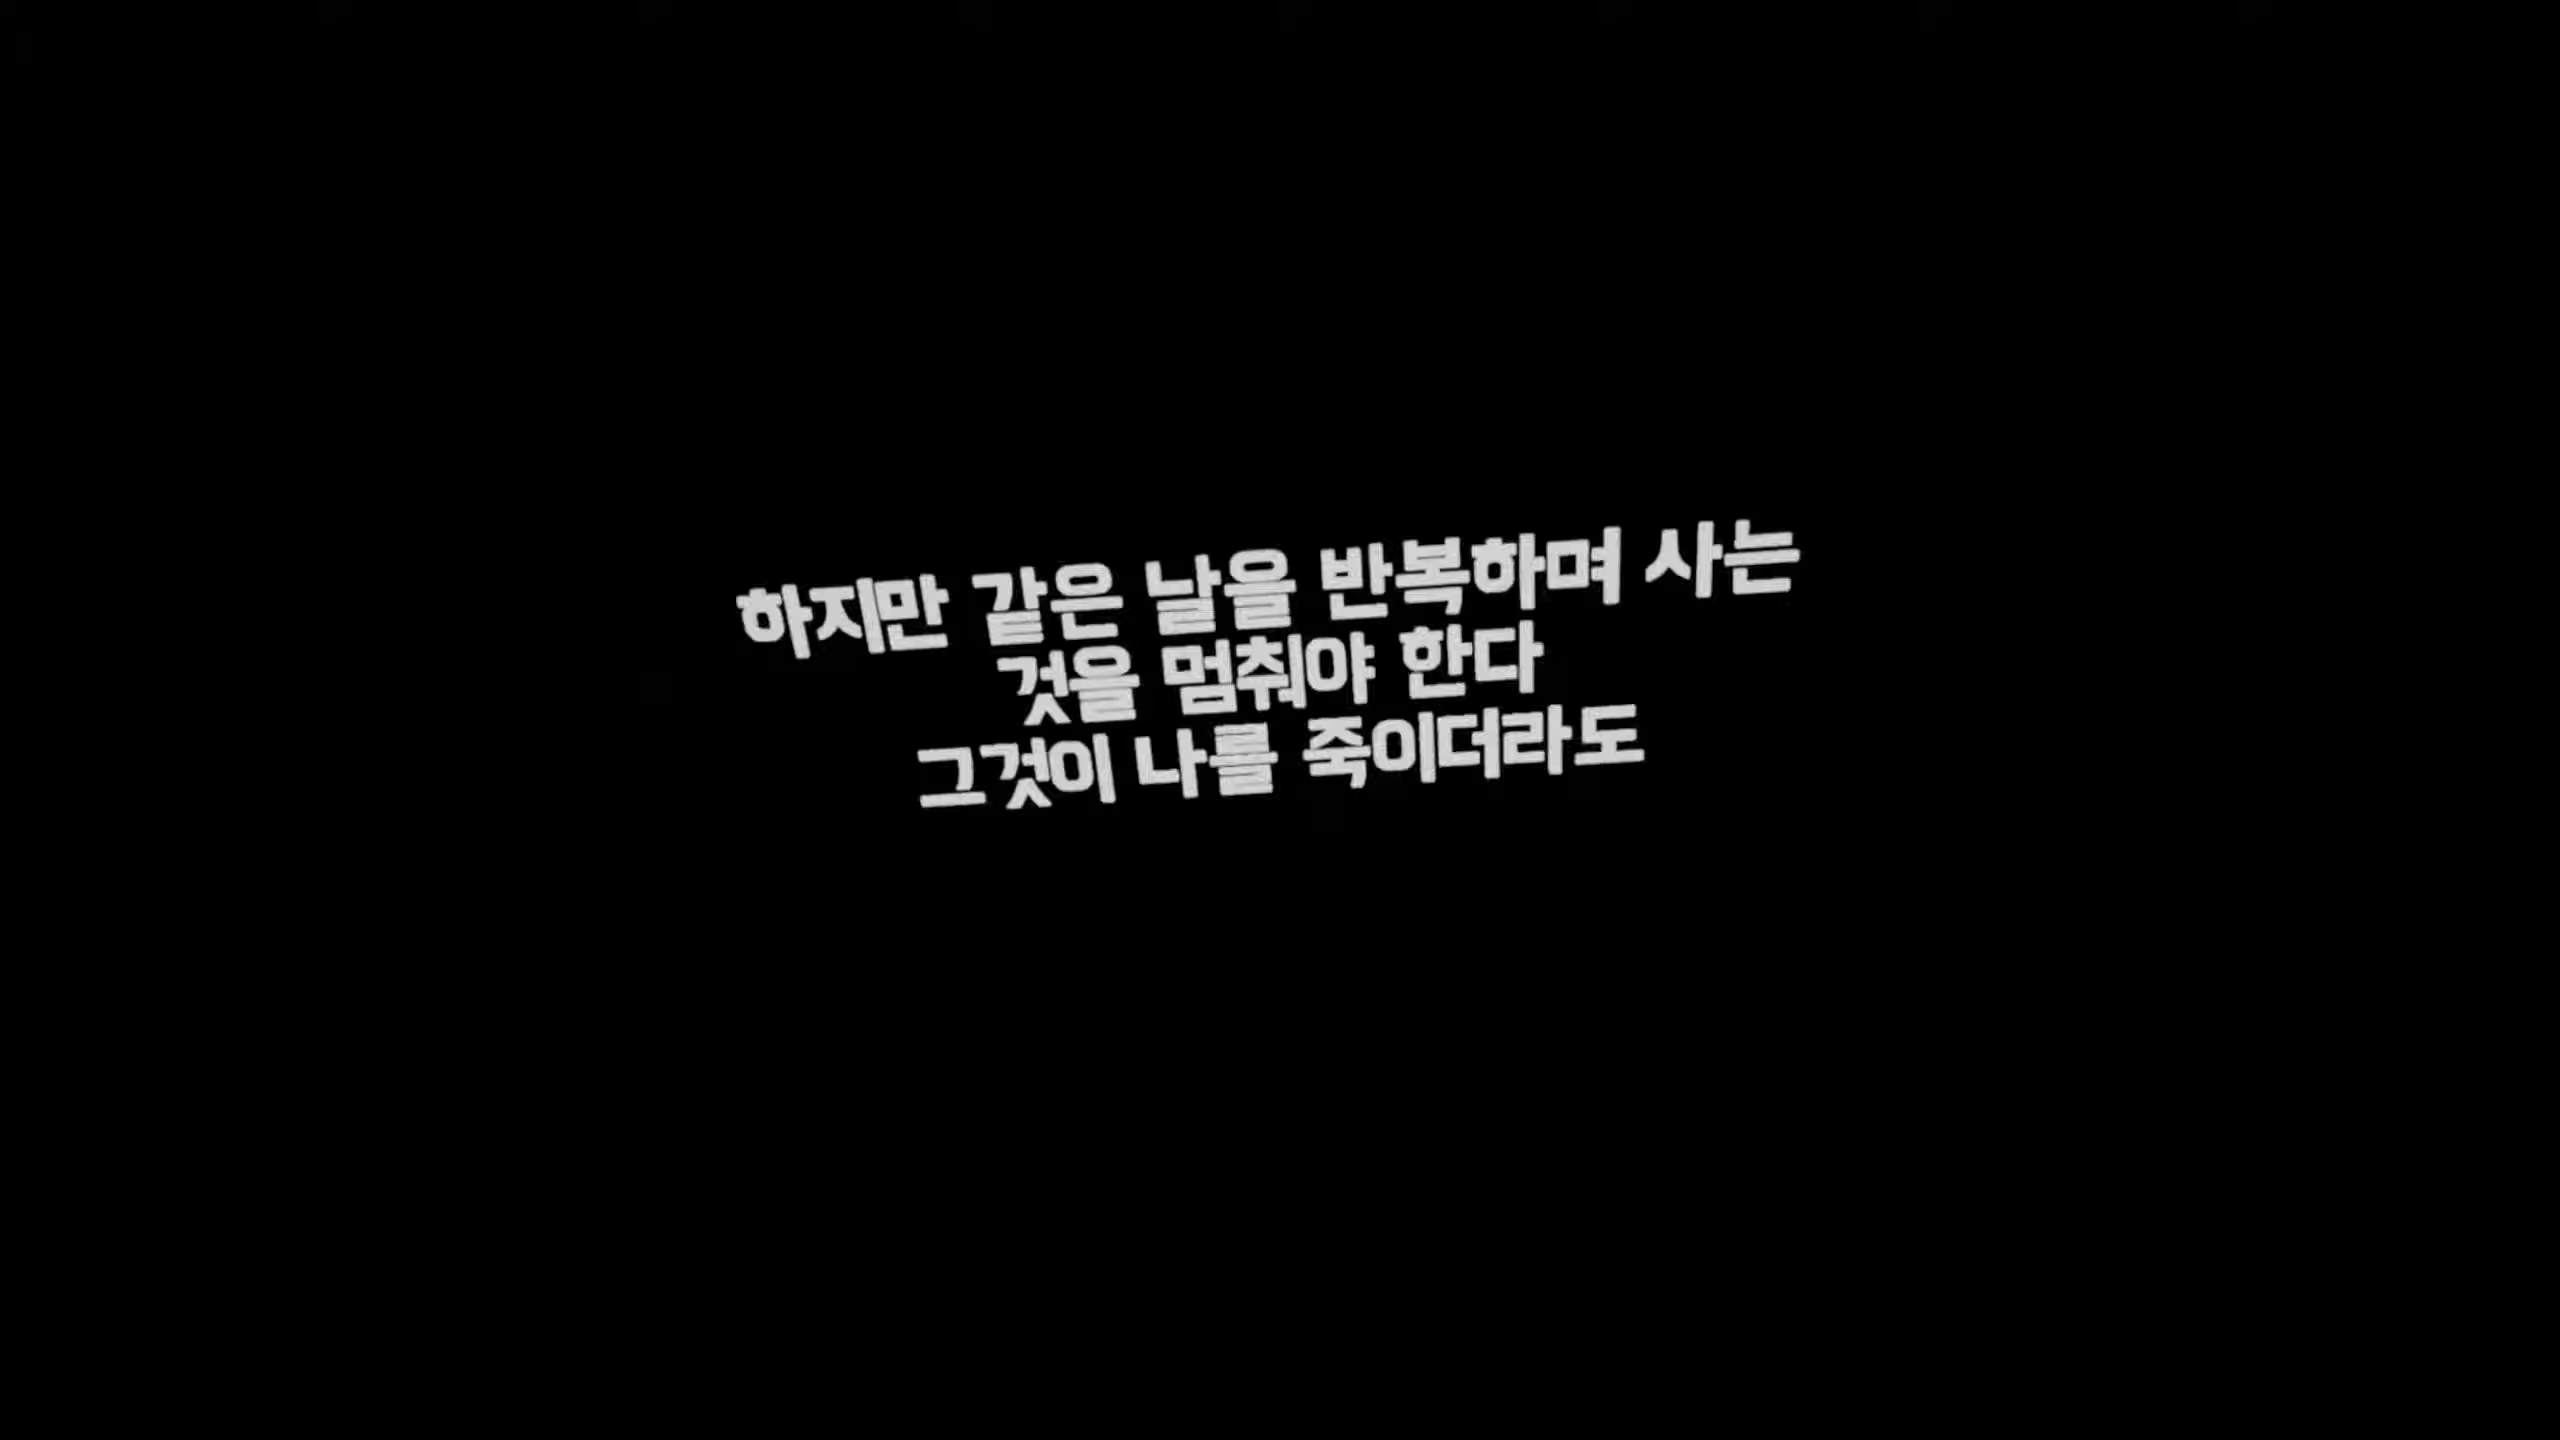 하지만 같은 날을 반복하며 사는
것을 멈춰야 한다
그것이 나를 죽이더라도